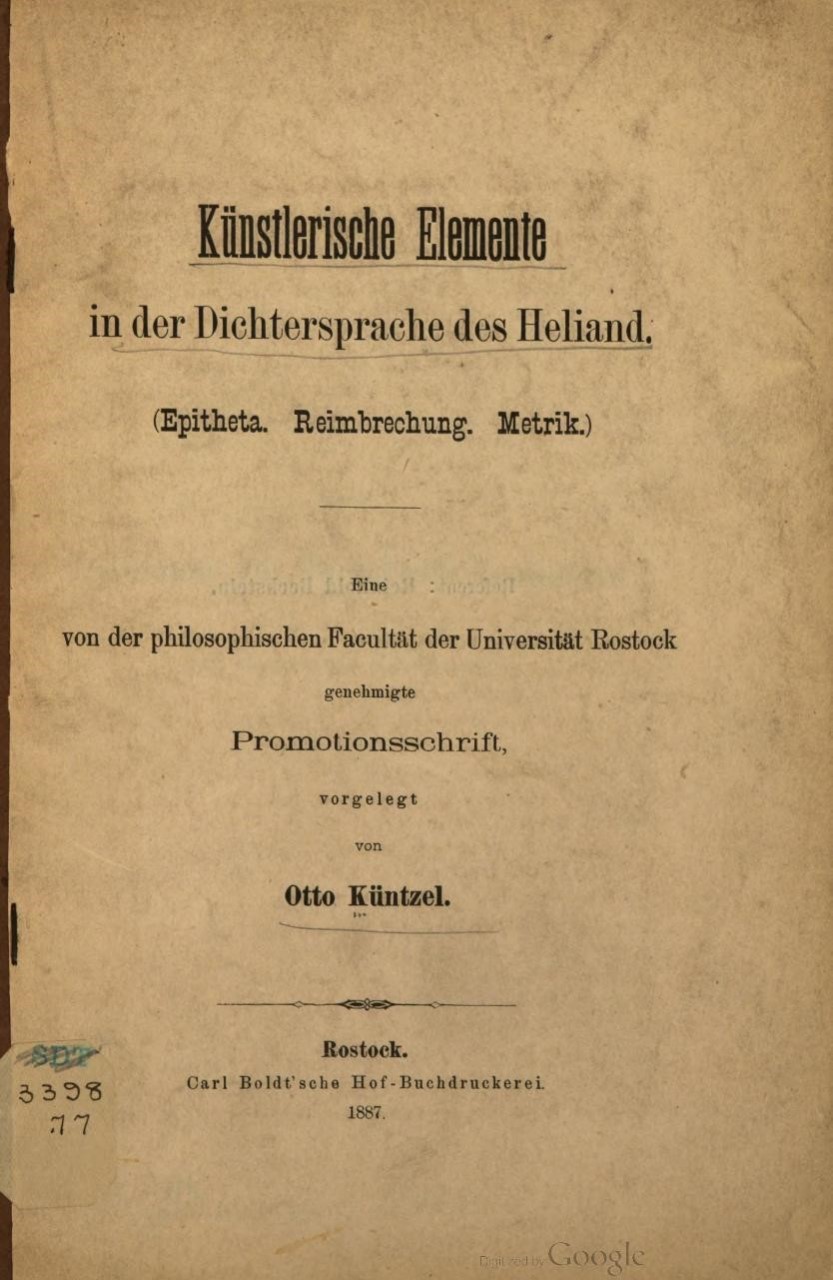 Künstlerische Elemente
in der Dichtersprache des Heliand.
(Epitheta. Reimbrechung. Metrik.)
Eine
von der philosophischen Facultät der Universität Rostock
genehmigte
Promotionsschrift,
vorgelegt
von
Otto Küntzel.
Rostock.
Carl Boldt'sche Hof-Buchdruckerei.
1887.
3398
.77
Digitized by Google